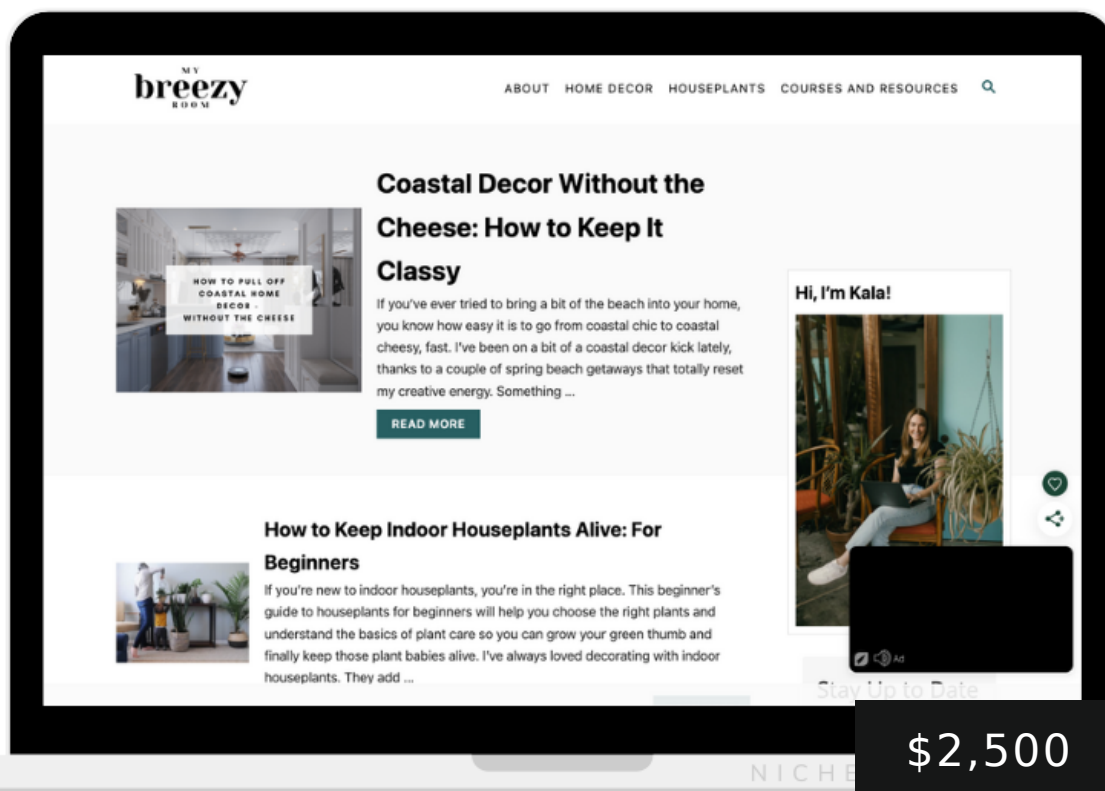 MY
breezy
ROOM
ABOUT HOME DECOR HOUSEPLANTS COURSES AND RESOURCES
Coastal Decor Without the
Cheese: How to Keep It
Classy
HOW TO PULL OFF
COASTAL HOME
DECOR -
WITHOUT THE CHEESE
If you've ever tried to bring a bit of the beach into your home,
you know how easy it is to go from coastal chic to coastal
cheesy, fast. I've been on a bit of a coastal decor kick lately,
thanks to a couple of spring beach getaways that totally reset
my creative energy. Something ...
READ MORE
How to Keep Indoor Houseplants Alive: For
Beginners
If you're new to indoor houseplants, you're in the right place. This beginner's
guide to houseplants for beginners will help you choose the right plants and
understand the basics of plant care so you can grow your green thumb and
finally keep those plant babies alive. I've always loved decorating with indoor
houseplants. They add ...
Hi, I'm Kala!
Ad
Stay Up to Date
NICHE
$2,500